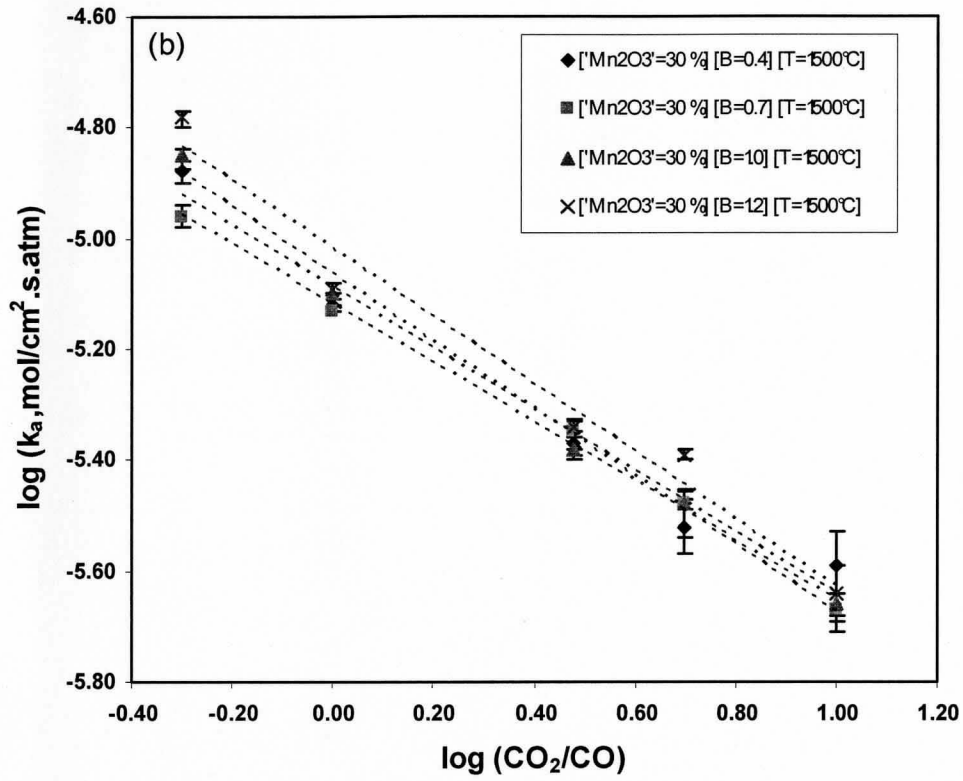 (b)
-4.60
-4.80
-5.00
-5.20
-5.40
-5.60
-5.80
-0.40 -0.20 0.00 0.20 0.40 0.60 0.80 1.00 1.20
log (kₐ,mol/cm².s.atm)
log (CO₂/CO)
['Mn2O3'=30 %] [B=0.4] [T=1500°C]
['Mn2O3'=30 %] [B=0.7] [T=1500°C]
['Mn2O3'=30 %] [B=1.0] [T=1500°C]
['Mn2O3'=30 %] [B=1.2] [T=1500°C]